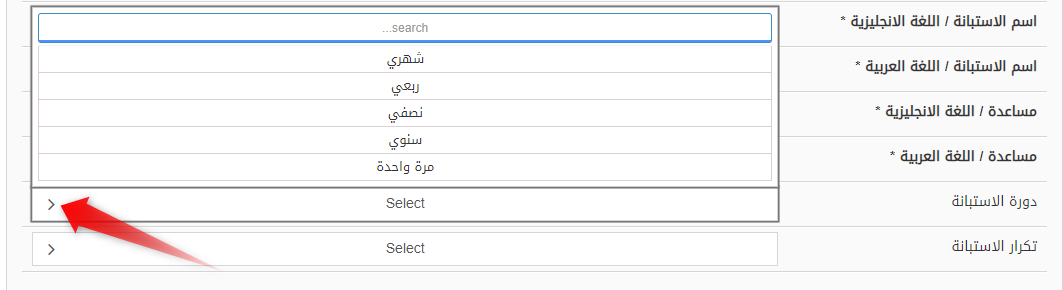 اسم الاستبانة / اللغة الانجليزية *
...search
شهري
اسم الاستبانة / اللغة العربية *
ربعي
مساعدة / اللغة الانجليزية *
نصفي
سنوي
مساعدة / اللغة العربية *
مرة واحدة
دورة الاستبانة
Select
تكرار الاستبانة
Select